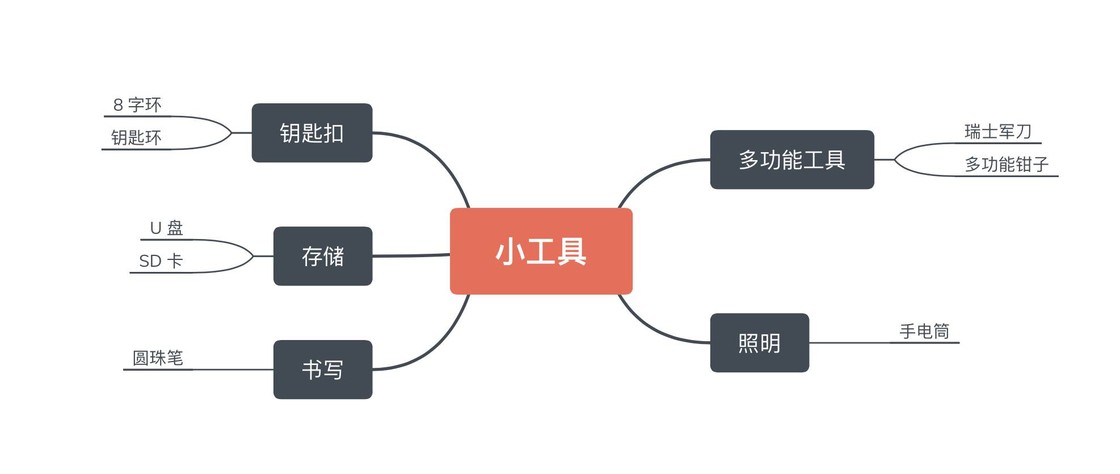 小工具
多功能工具
瑞士军刀
多功能钳子
照明
手电筒
钥匙扣
8 字环
钥匙环
存储
U 盘
SD 卡
书写
圆珠笔